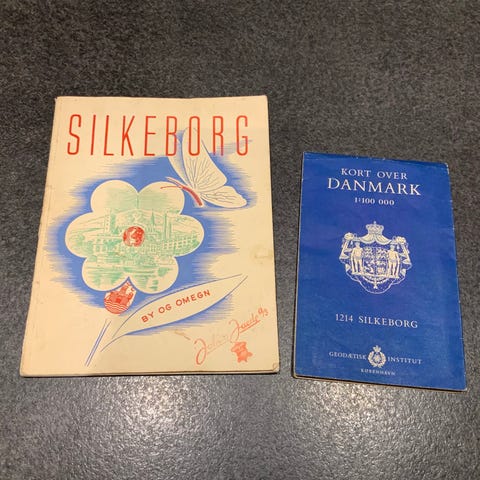 SILKEBORG
BY OG OMEGN
KORT OVER
DANMARK
1:100 000
1214 SILKEBORG
GEODÆTISK INSTITUT
KØBENHAVN